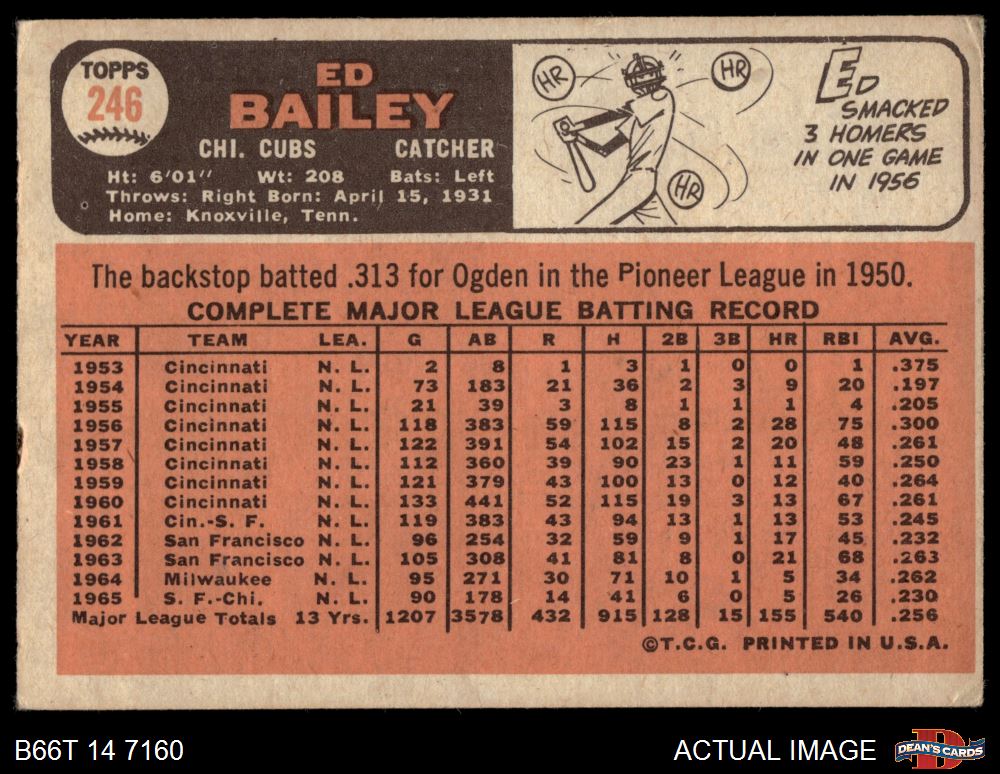 TOPPS
246
ED
BAILEY
CHI. CUBS CATCHER
Ht: 6'01" Wt: 208 Bats: Left
Throws: Right Born: April 15, 1931
Home: Knoxville, Tenn.
HR
HR
HR
ED
SMACKED
3 HOMERS
IN ONE GAME
IN 1956
The backstop batted .313 for Ogden in the Pioneer League in 1950.
COMPLETE MAJOR LEAGUE BATTING RECORD
YEAR TEAM LEA. G AB R H 2B 3B HR RBI AVG.
1953 Cincinnati N. L. 2 8 1 3 1 0 0 1 .375
1954 Cincinnati N. L. 73 183 21 36 2 3 9 20 .197
1955 Cincinnati N. L. 21 39 3 8 1 1 1 4 .205
1956 Cincinnati N. L. 118 383 59 115 8 2 28 75 .300
1957 Cincinnati N. L. 122 391 54 102 15 2 20 48 .261
1958 Cincinnati N. L. 112 360 39 90 23 1 11 59 .250
1959 Cincinnati N. L. 121 379 43 100 13 0 12 40 .264
1960 Cincinnati N. L. 133 441 52 115 19 3 13 67 .261
1961 Cin.-S. F. N. L. 119 383 43 94 13 1 13 53 .245
1962 San Francisco N. L. 96 254 32 59 9 1 17 45 .232
1963 San Francisco N. L. 105 308 41 81 8 0 21 68 .263
1964 Milwaukee N. L. 95 271 30 71 10 1 5 34 .262
1965 S. F.-Chi. N. L. 90 178 14 41 6 0 5 26 .230
Major League Totals 13 Yrs. 1207 3578 432 915 128 15 155 540 .256
©T.C.G. PRINTED IN U.S.A.
B66T 14 7160
ACTUAL IMAGE
DEAN'S CARDS